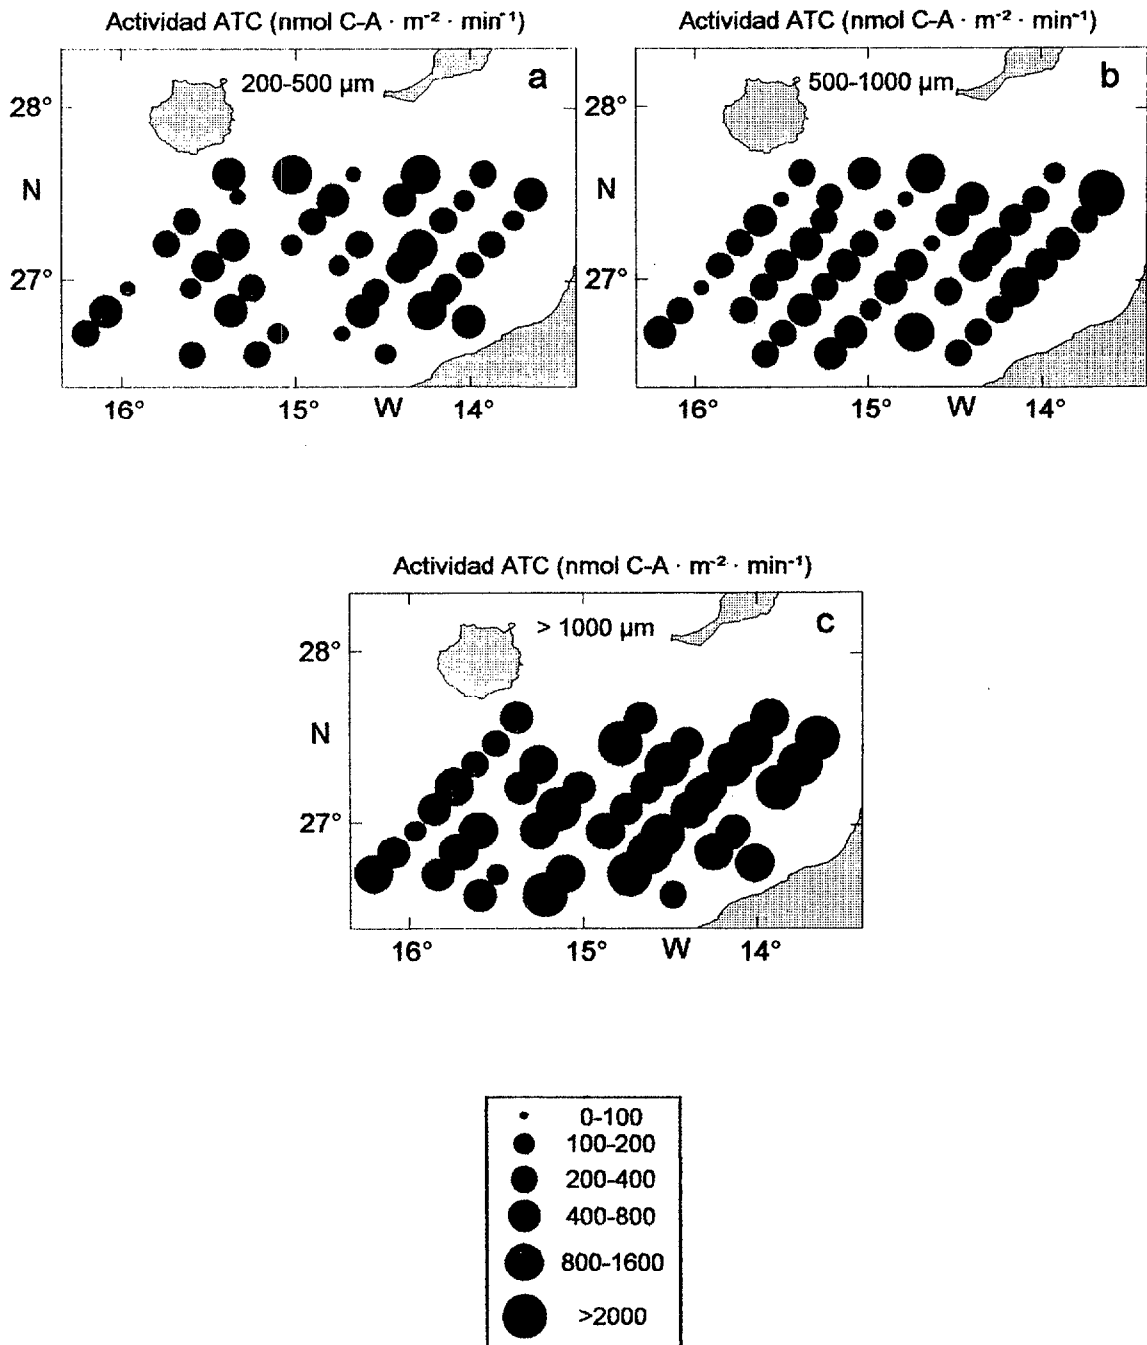 Actividad ATC (nmol C-A · m⁻² · min⁻¹)
200-500 µm
a
28°
N
27°
16°
15°
W
14°
Actividad ATC (nmol C-A · m⁻² · min⁻¹)
500-1000 µm
b
28°
N
27°
16°
15°
W
14°
Actividad ATC (nmol C-A · m⁻² · min⁻¹)
> 1000 µm
c
28°
N
27°
16°
15°
W
14°
0-100
100-200
200-400
400-800
800-1600
>2000